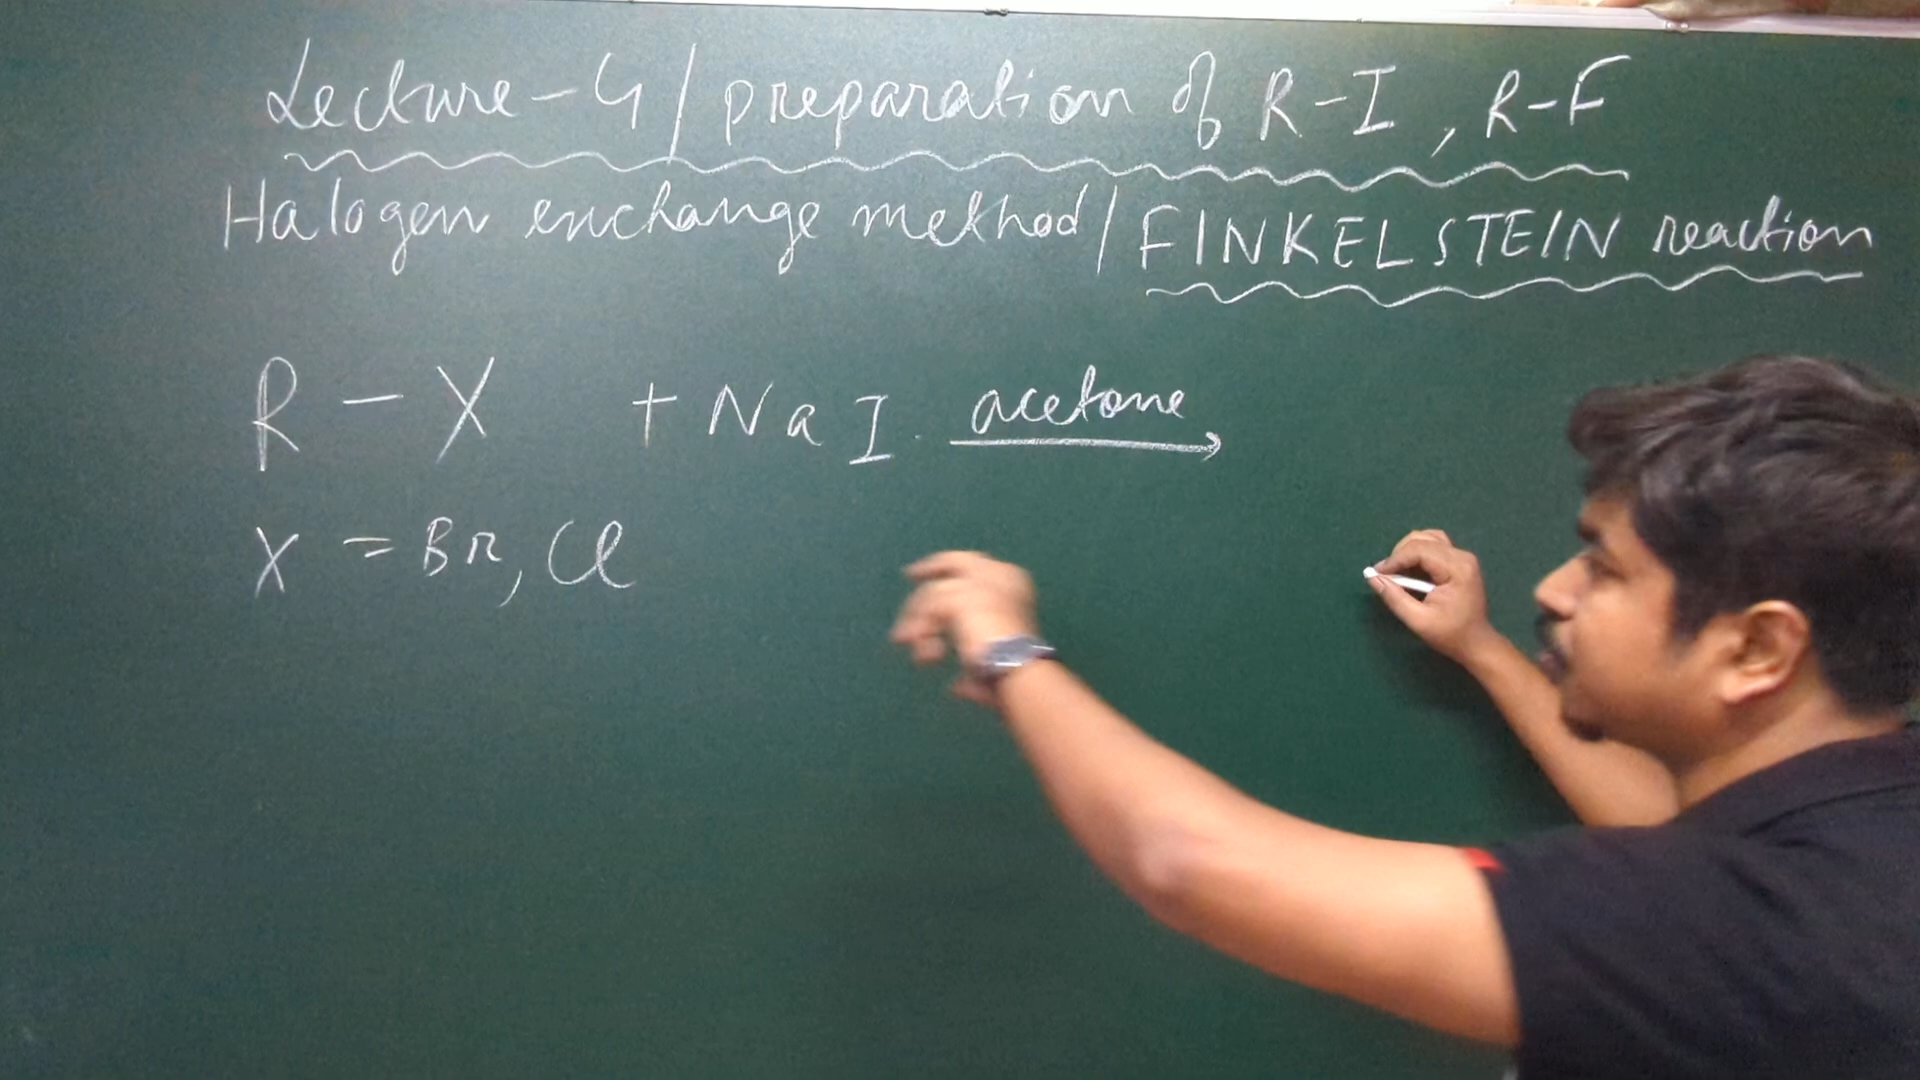 Lecture-4/preparation of R-I, R-F
Halogen exchange method/FINKELSTEIN reaction
R - X + NaI acetone →
X = Br, Cl